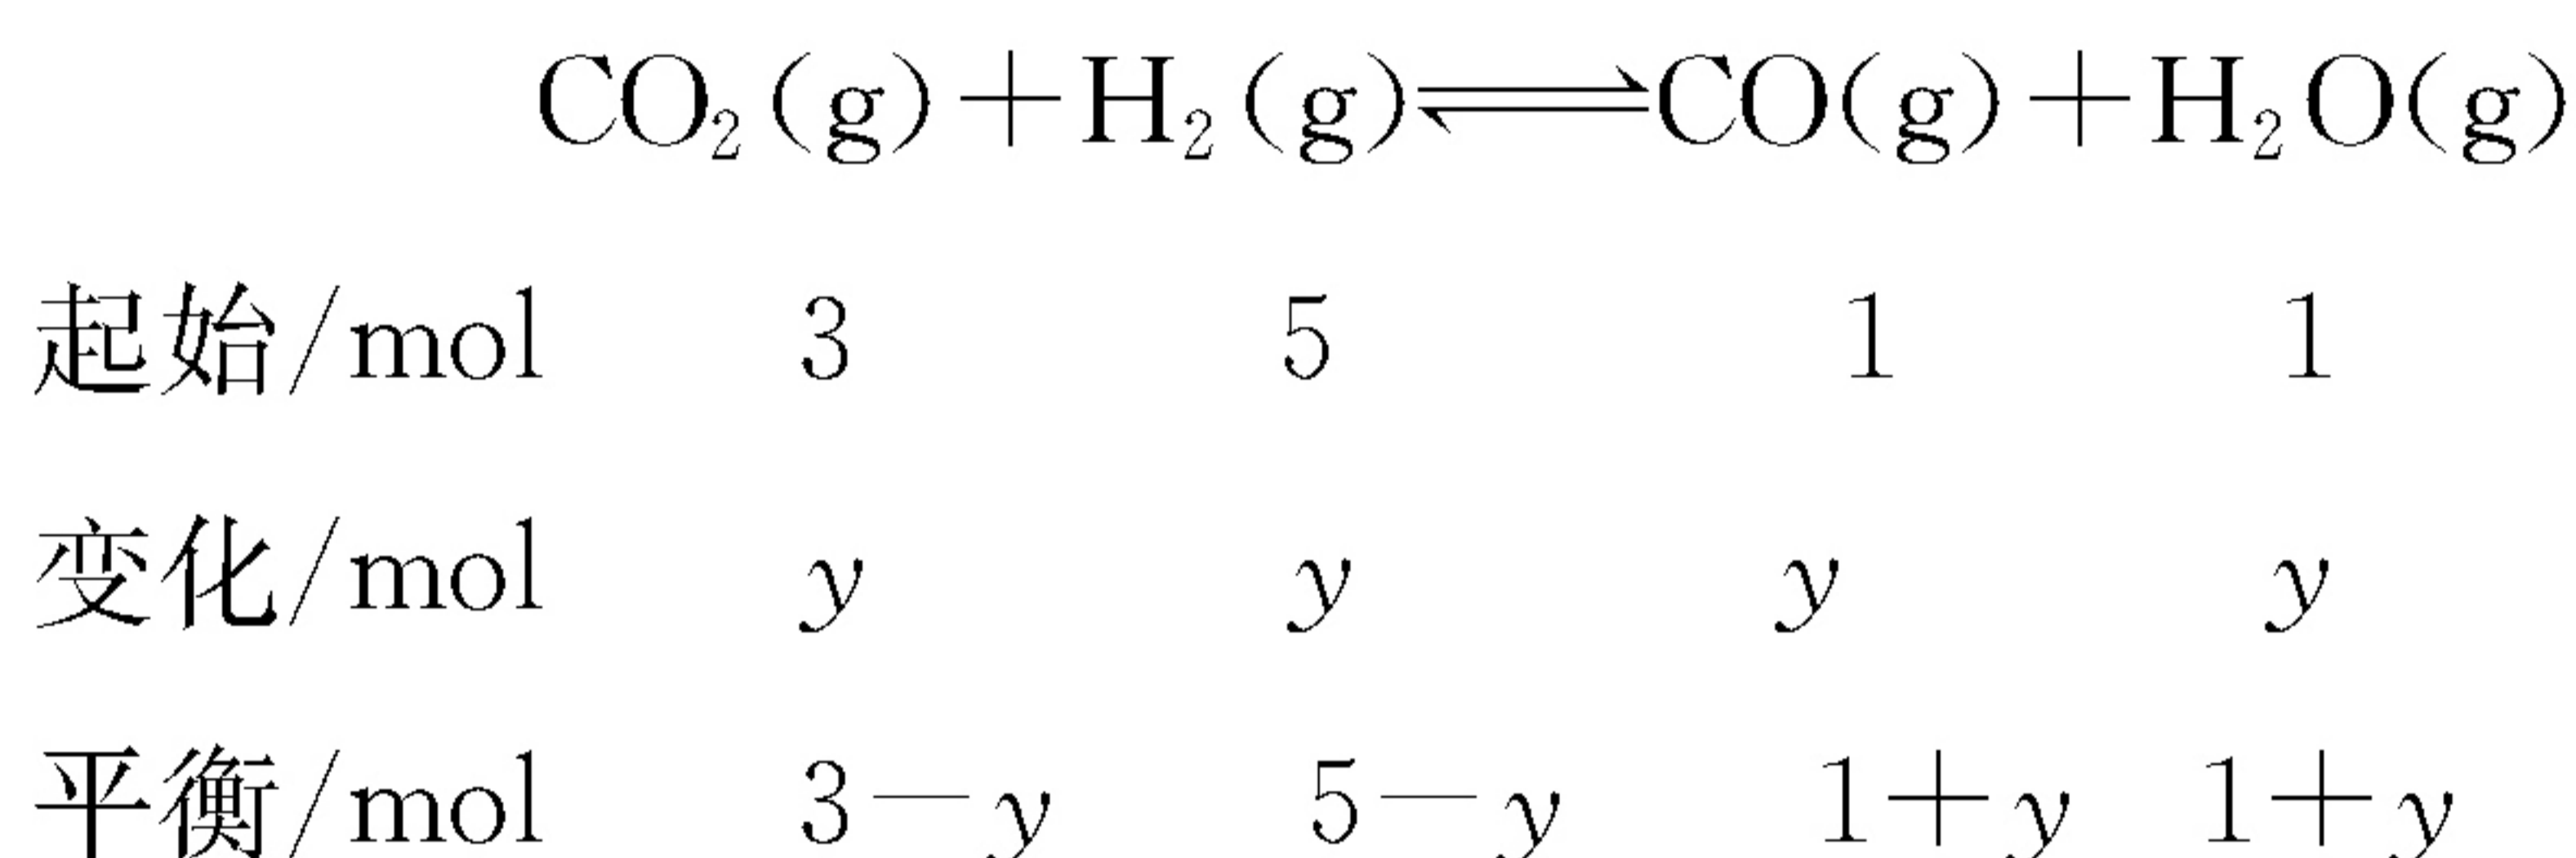 CO₂(g)+H₂(g)⇌CO(g)+H₂O(g)
起始/mol 3 5 1 1
变化/mol y y y y
平衡/mol 3－y 5－y 1＋y 1＋y